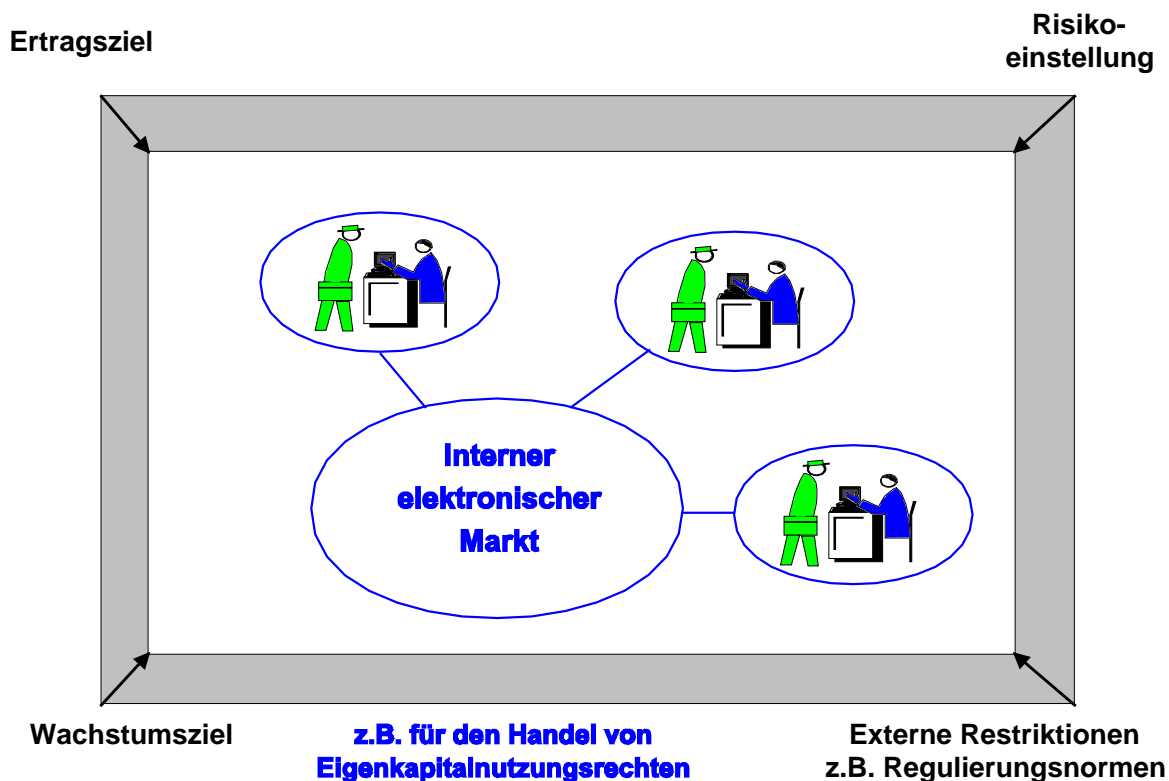 Ertragsziel
Risiko-
einstellung
Interner
elektronischer
Markt
Wachstumsziel
z.B. für den Handel von
Eigenkapitalnutzungsrechten
Externe Restriktionen
z.B. Regulierungsnormen